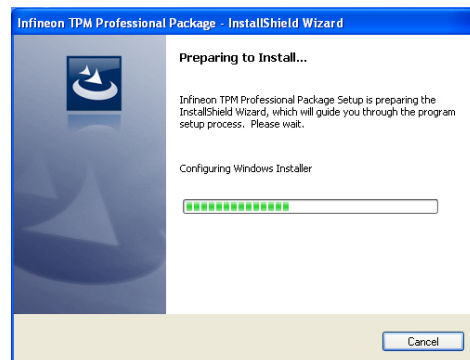 Infineon TPM Professional Package - InstallShield Wizard
Preparing to Install...
Infineon TPM Professional Package Setup is preparing the
InstallShield Wizard, which will guide you through the program
setup process. Please wait.
Configuring Windows Installer
Cancel